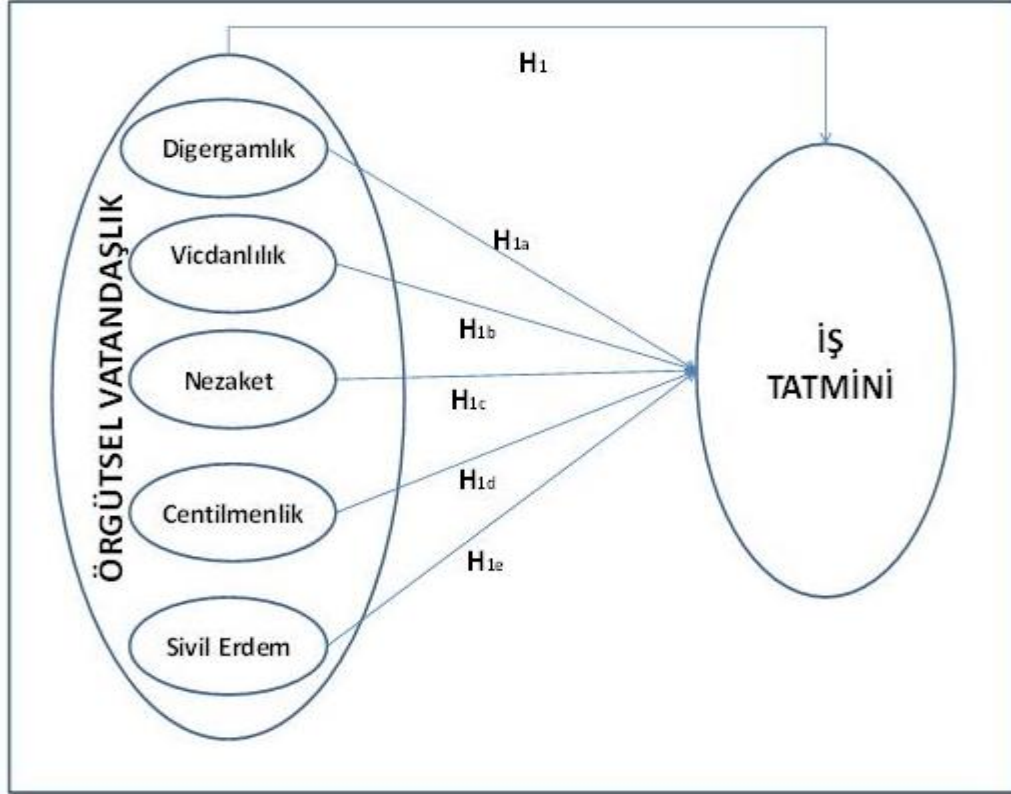 H1
ÖRGÜTSEL VATANDAŞLIK
Digergamlık
Vicdanlılık
Nezaket
Centilmenlik
Sivil Erdem
H1a
H1b
H1c
H1d
H1e
İŞ
TATMİNİ